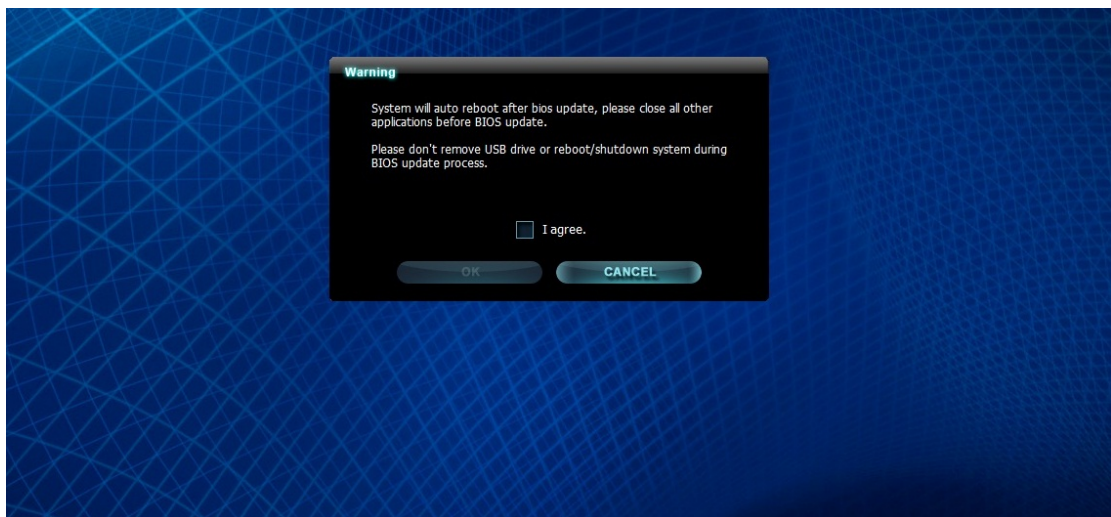 Warning
System will auto reboot after bios update, please close all other
applications before BIOS update.
Please don't remove USB drive or reboot/shutdown system during
BIOS update process.
I agree.
OK
CANCEL